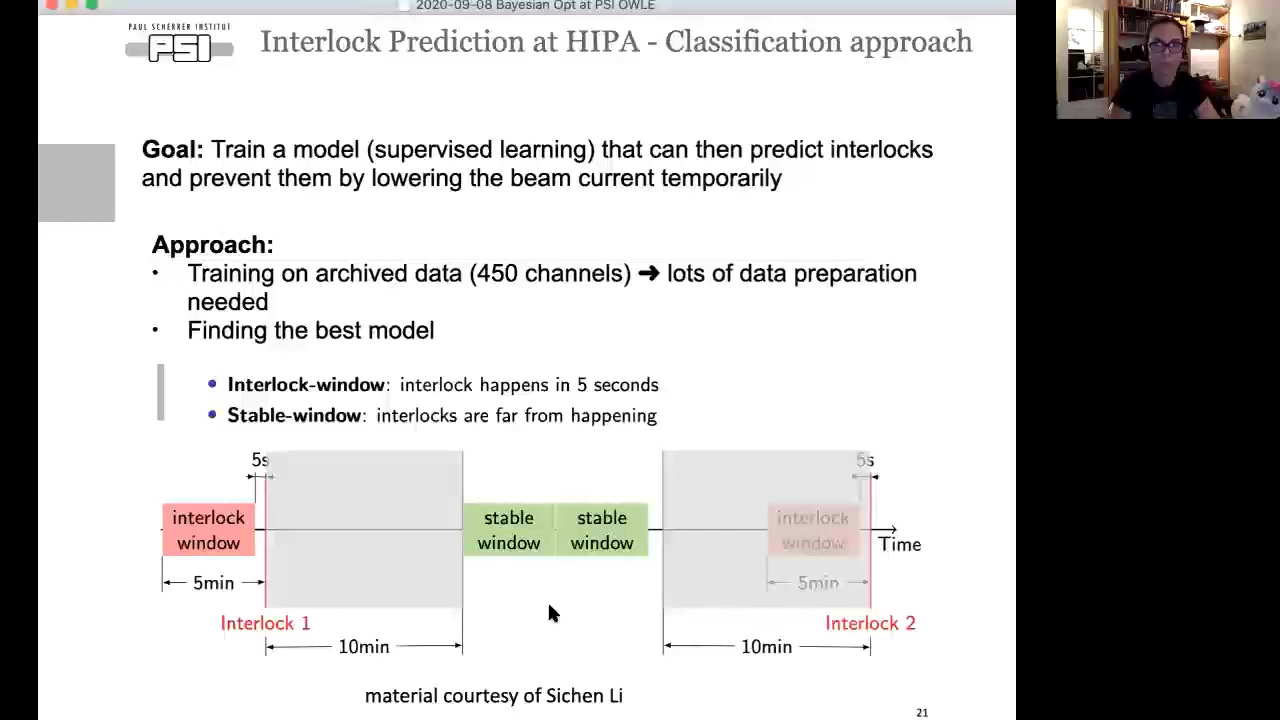 2020-09-08 Bayesian Opt at PSI OWLE
PAUL SCHERRER INSTITUT
PSI
Interlock Prediction at HIPA - Classification approach
Goal: Train a model (supervised learning) that can then predict interlocks
and prevent them by lowering the beam current temporarily
Approach:
• Training on archived data (450 channels) ➔ lots of data preparation
needed
• Finding the best model
• Interlock-window: interlock happens in 5 seconds
• Stable-window: interlocks are far from happening
5s
5s
interlock
window
stable
window
stable
window
interlock
window
Time
5min
5min
Interlock 1
Interlock 2
10min
10min
material courtesy of Sichen Li
21